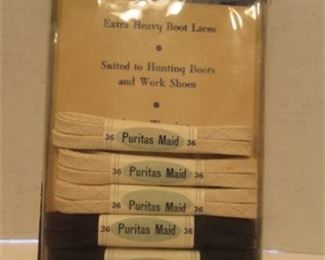 Extra Heavy Boot Laces
Suited to Hunting Boots
and Work Shoes
36 Puritas Maid 36
36 Puritas Maid 36
36 Puritas Maid 36
36 Puritas Maid 36